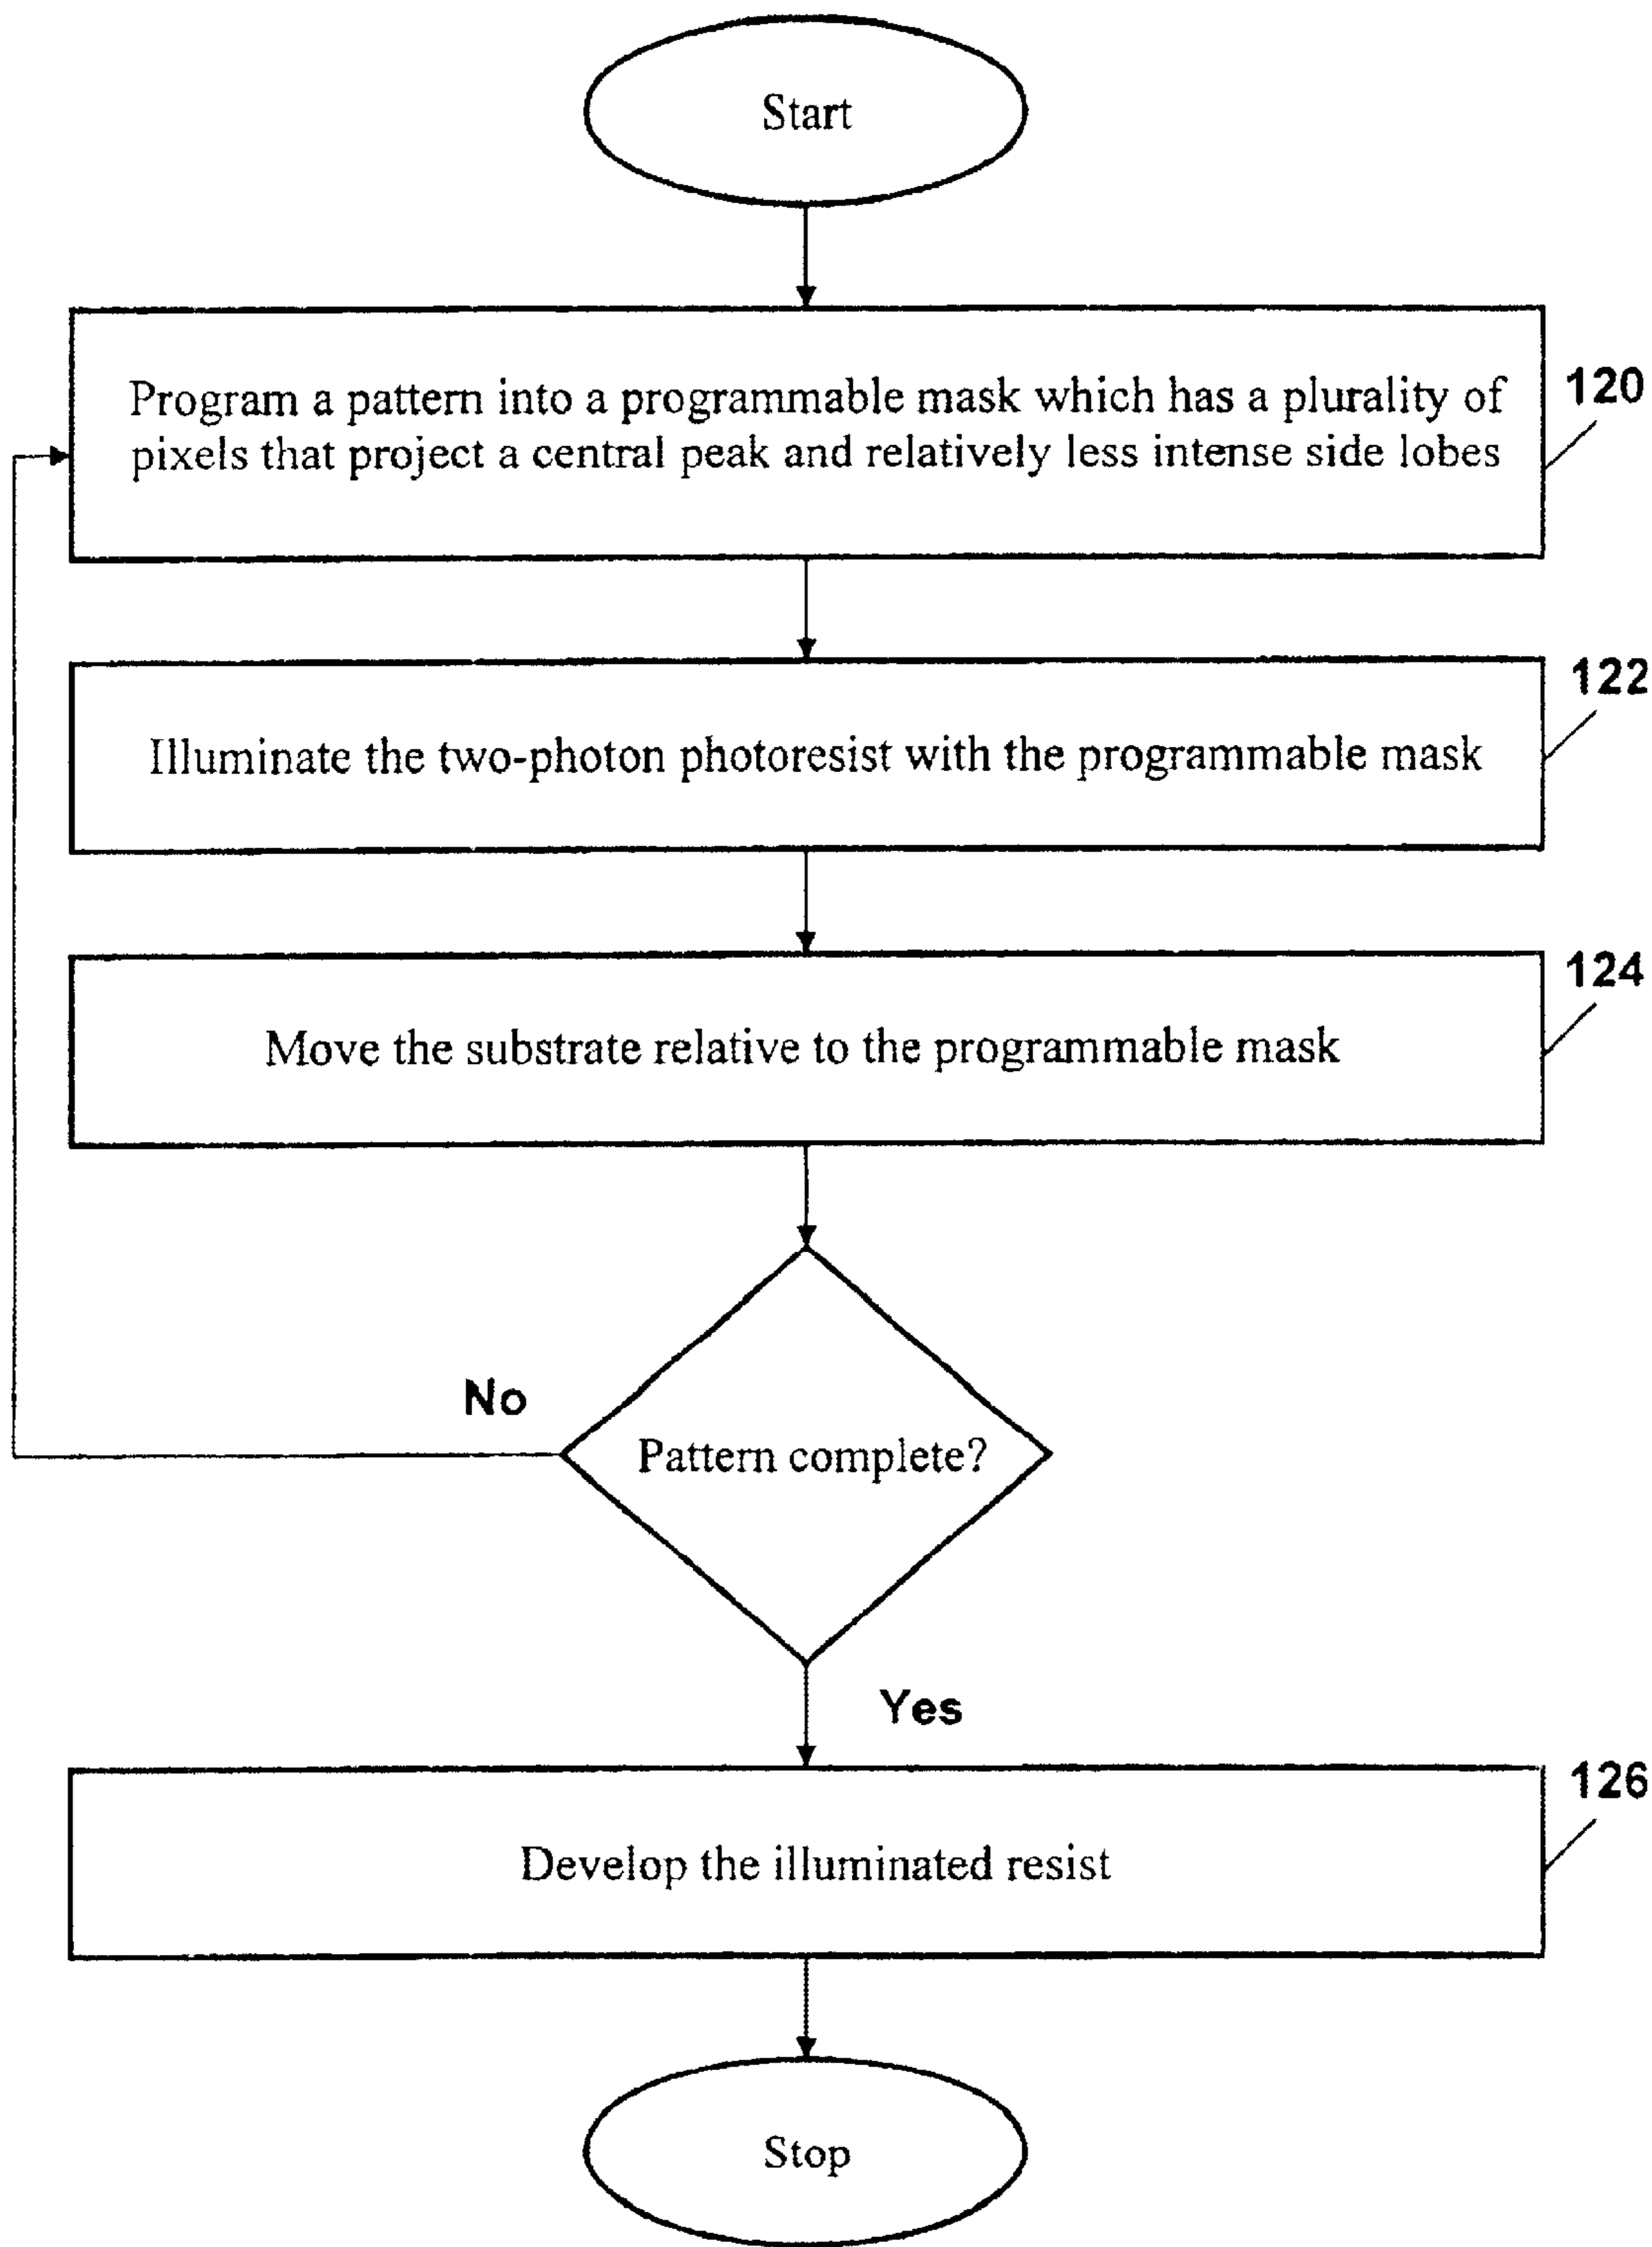 Start
Program a pattern into a programmable mask which has a plurality of
pixels that project a central peak and relatively less intense side lobes
120
Illuminate the two-photon photoresist with the programmable mask
122
Move the substrate relative to the programmable mask
124
No
Pattern complete?
Yes
Develop the illuminated resist
126
Stop